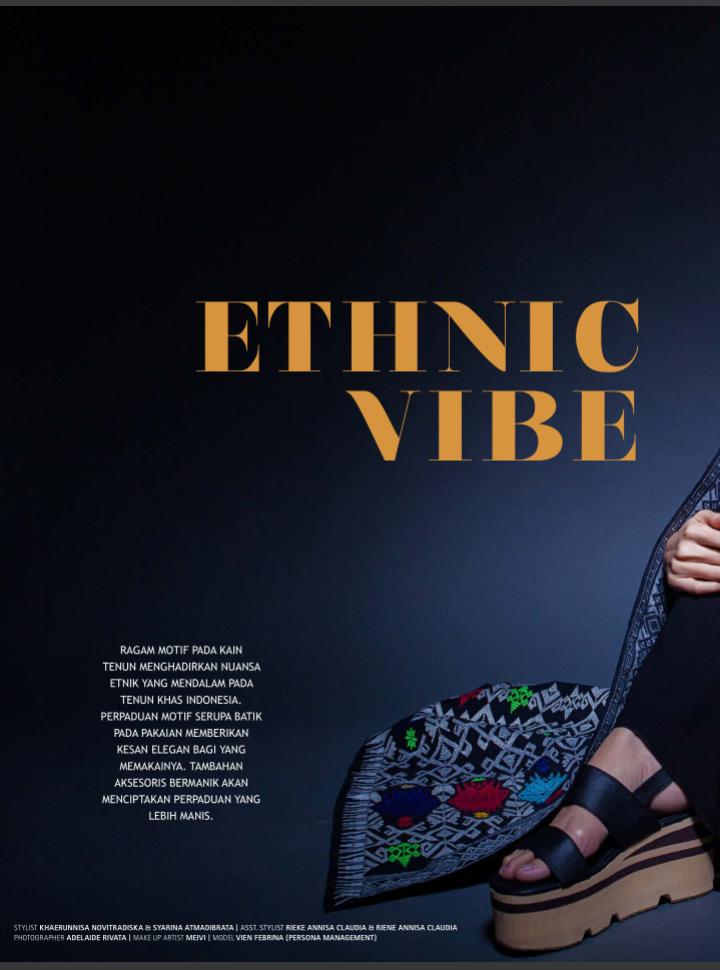 ETHNIC
VIBE
RAGAM MOTIF PADA KAIN
TENUN MENGHADIRKAN NUANSA
ETNIK YANG MENDALAM PADA
TENUN KHAS INDONESIA.
PERPADUAN MOTIF SERUPA BATIK
PADA PAKAIAN MEMBERIKAN
KESAN ELEGAN BAGI YANG
MEMAKAINYA. TAMBAHAN
AKSESORIS BERMANIK AKAN
MENCIPTAKAN PERPADUAN YANG
LEBIH MANIS.
STYLIST KHAERUNNISA NOVITRADISKA & SYARINA ATMADIBRATA | ASST. STYLIST RIEKE ANNISA CLAUDIA & RIENE ANNISA CLAUDIA
PHOTOGRAPHER ADELAIDE RIVATA | MAKE UP ARTIST MEIVI | MODEL VIEN FEBRINA (PERSONA MANAGEMENT)